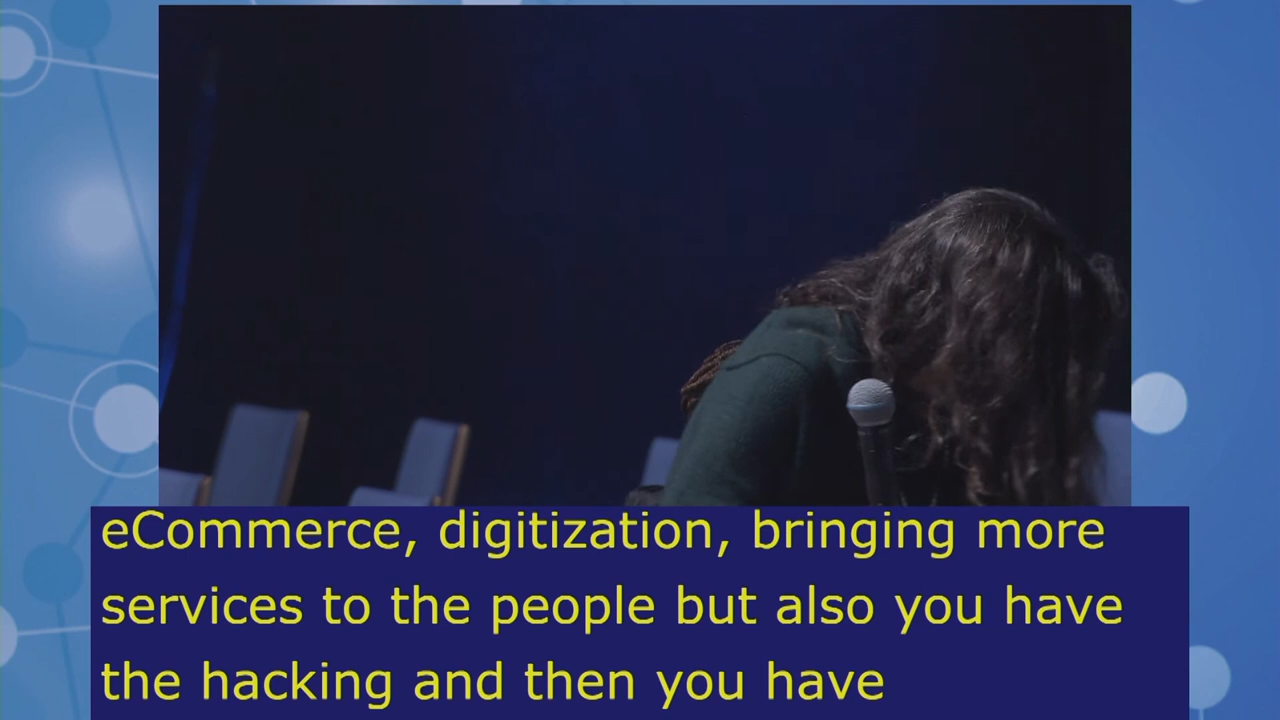 eCommerce, digitization, bringing more
services to the people but also you have
the hacking and then you have